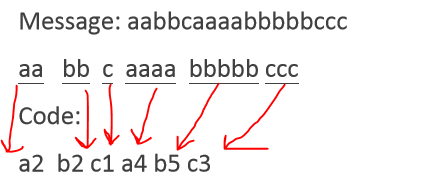 Message: aabbcaaaabbbbbccc
aa bb c aaaa bbbbb ccc
Code:
a2 b2 c1 a4 b5 c3